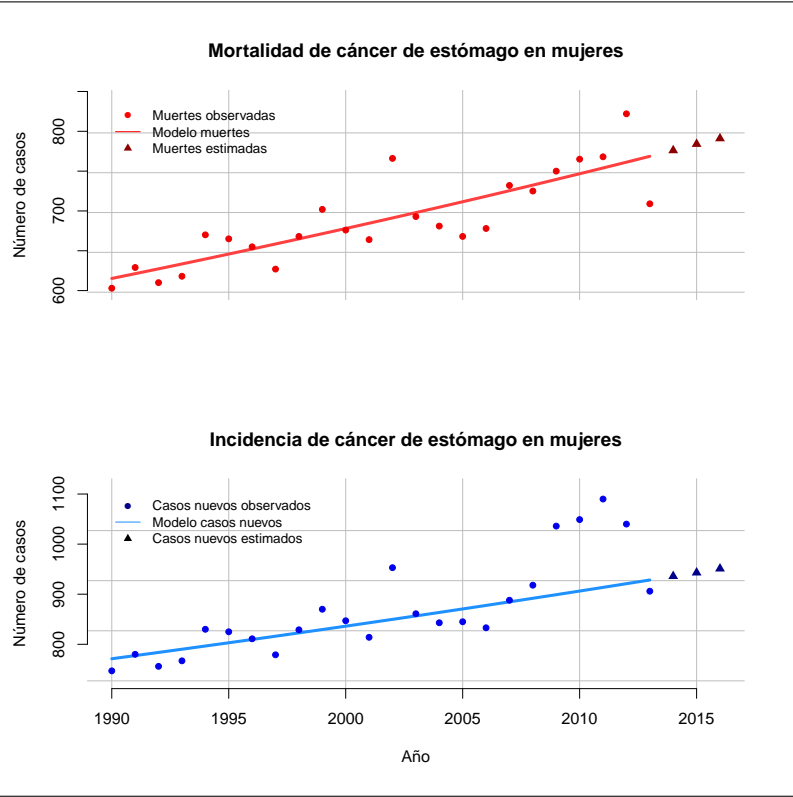 Mortalidad de cáncer de estómago en mujeres
Número de casos
800
700
600
Muertes observadas
Modelo muertes
Muertes estimadas
Incidencia de cáncer de estómago en mujeres
Número de casos
1100
1000
900
800
Casos nuevos observados
Modelo casos nuevos
Casos nuevos estimados
1990 1995 2000 2005 2010 2015
Año